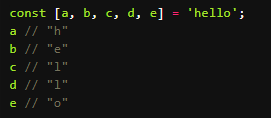 const [a, b, c, d, e] = 'hello';
a // "h"
b // "e"
c // "l"
d // "l"
e // "o"